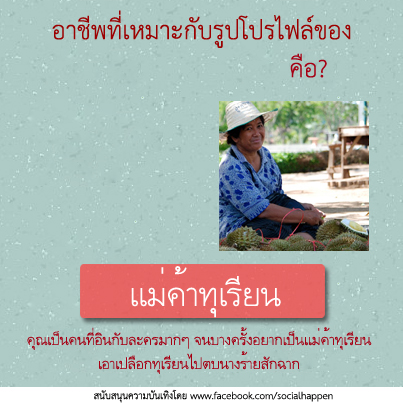 อาชีพที่เหมาะกับรูปโปรไฟล์ของ
คือ?
แม่ค้าทุเรียน
คุณเป็นคนที่อินกับละครมากๆ จนบางครั้งอยากเป็นแม่ค้าทุเรียน
เอาเปลือกทุเรียนไปตบนางร้ายสักฉาก
สนับสนุนความบันเทิงโดย www.facebook.com/socialhappen